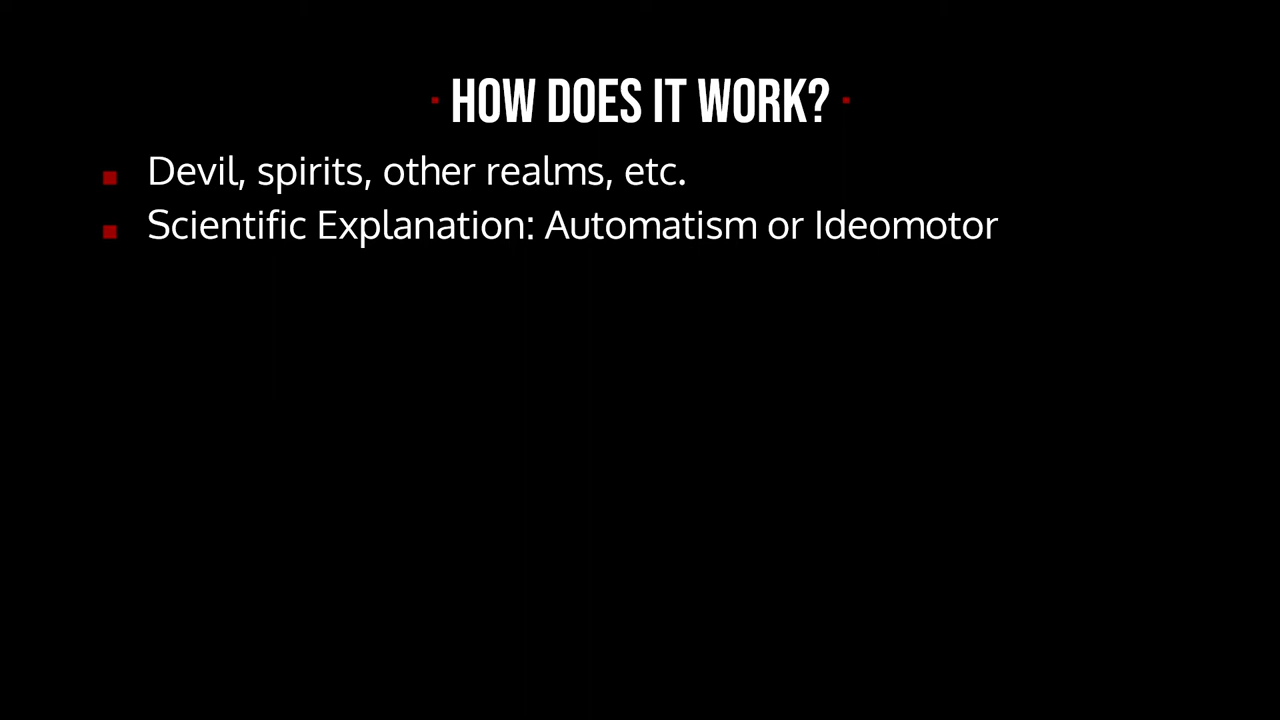 HOW DOES IT WORK?
Devil, spirits, other realms, etc.
Scientific Explanation: Automatism or Ideomotor